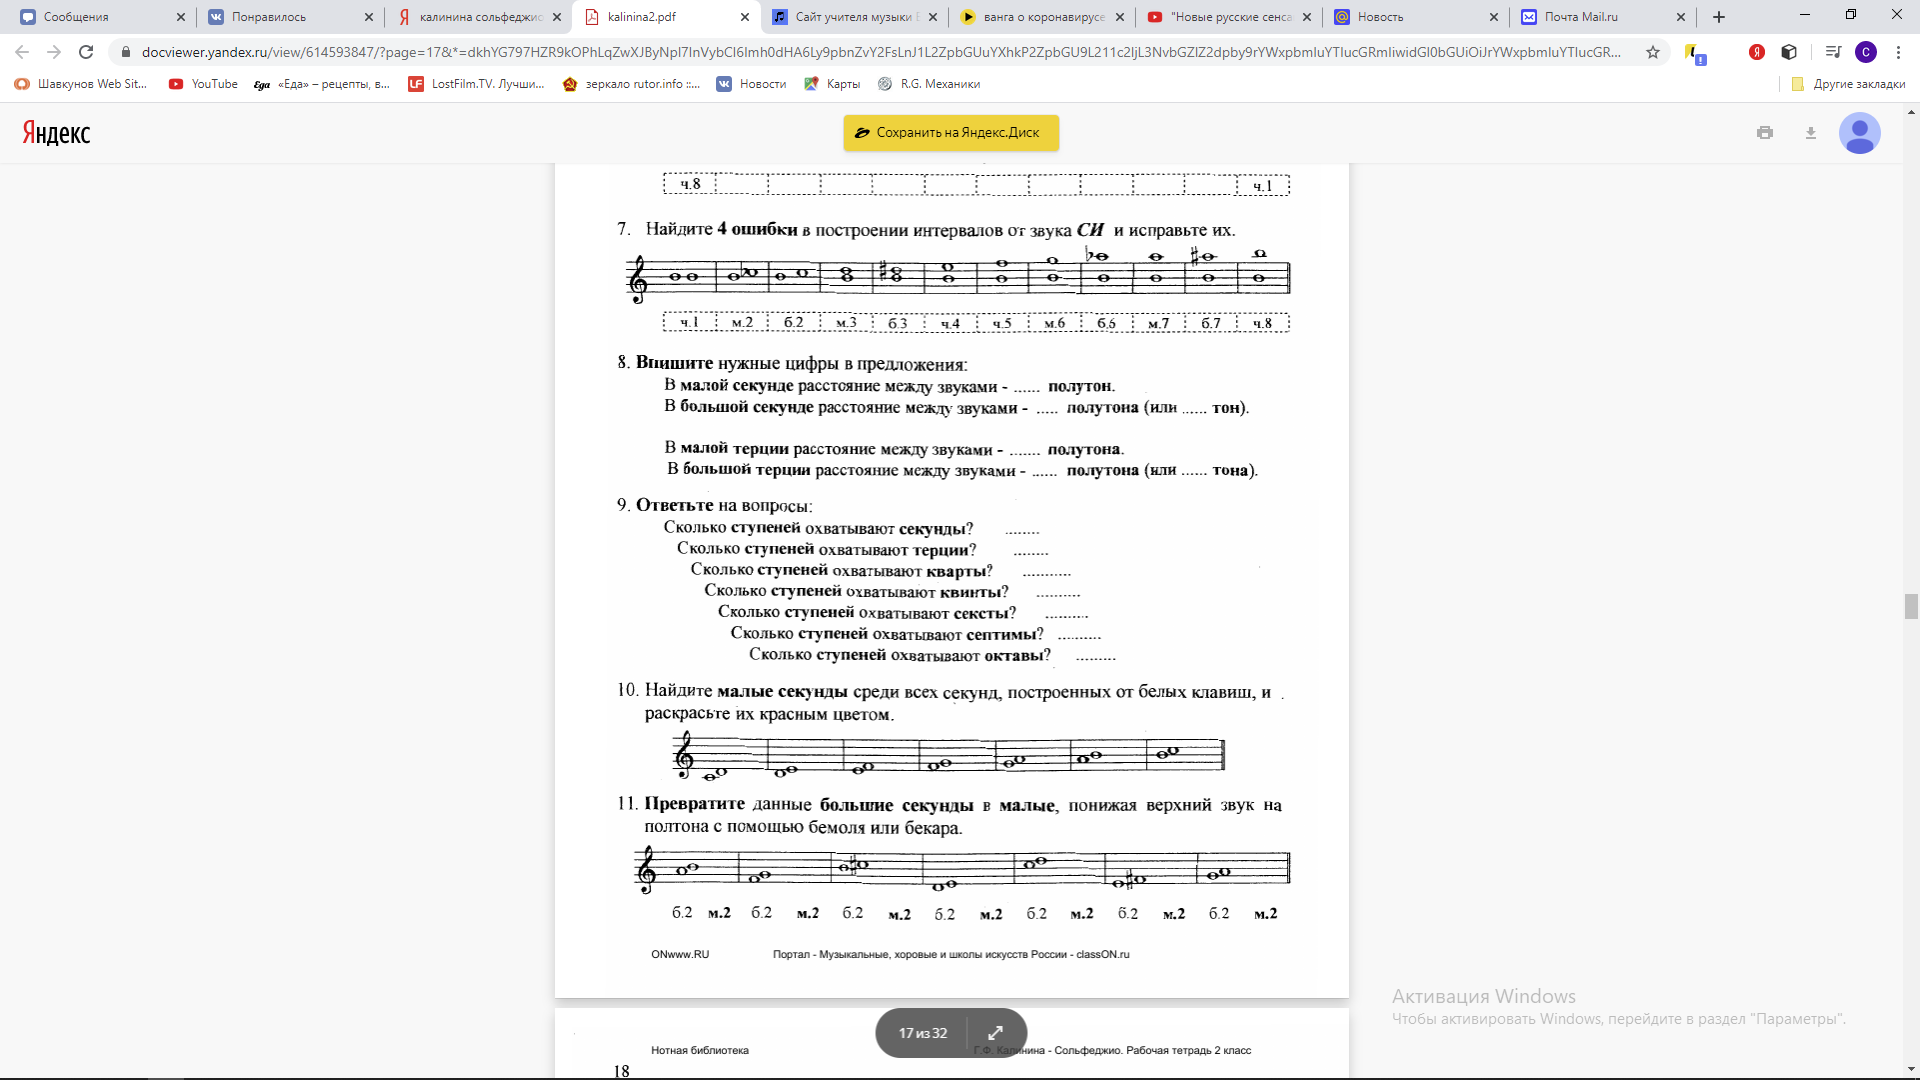 Сообщения
Понравилось
калинина сольфеджио
kalinina2.pdf
Сайт учителя музыки
ванга о коронавирусе
"Новые русские сенса
Новость
Почта Mail.ru
Шавкунов Web Sit...
YouTube
Еда
«Еда» – рецепты, в...
LostFilm.TV. Лучши...
зеркало rutor.info ::...
Новости
Карты
R.G. Механики
Другие закладки
Яндекс
Сохранить на Яндекс.Диск
ч.8 ч.1
7. Найдите 4 ошибки в построении интервалов от звука СИ и исправьте их.
ч.1 м.2 б.2 м.3 б.3 ч.4 ч.5 м.6 б.6 м.7 б.7 ч.8
8. Впишите нужные цифры в предложения:
В малой секунде расстояние между звуками - ...... полутон.
В большой секунде расстояние между звуками - ..... полутона (или ...... тон).
В малой терции расстояние между звуками - ....... полутона.
В большой терции расстояние между звуками - ...... полутона (или ...... тона).
9. Ответьте на вопросы:
Сколько ступеней охватывают секунды? ........
Сколько ступеней охватывают терции? ........
Сколько ступеней охватывают кварты? ...........
Сколько ступеней охватывают квинты? ..........
Сколько ступеней охватывают сексты? ..........
Сколько ступеней охватывают септимы? ..........
Сколько ступеней охватывают октавы? .........
10. Найдите малые секунды среди всех секунд, построенных от белых клавиш, и
раскрасьте их красным цветом.
11. Превратите данные большие секунды в малые, понижая верхний звук на
полтона с помощью бемоля или бекара.
б.2 м.2 б.2 м.2 б.2 м.2 б.2 м.2 б.2 м.2 б.2 м.2 б.2 м.2
ONwww.RU Портал - Музыкальные, хоровые и школы искусств России - classON.ru
Активация Windows
Чтобы активировать Windows, перейдите в раздел "Параметры".
17 из 32
Нотная библиотека Г.Ф. Калинина - Сольфеджио. Рабочая тетрадь 2 класс
18